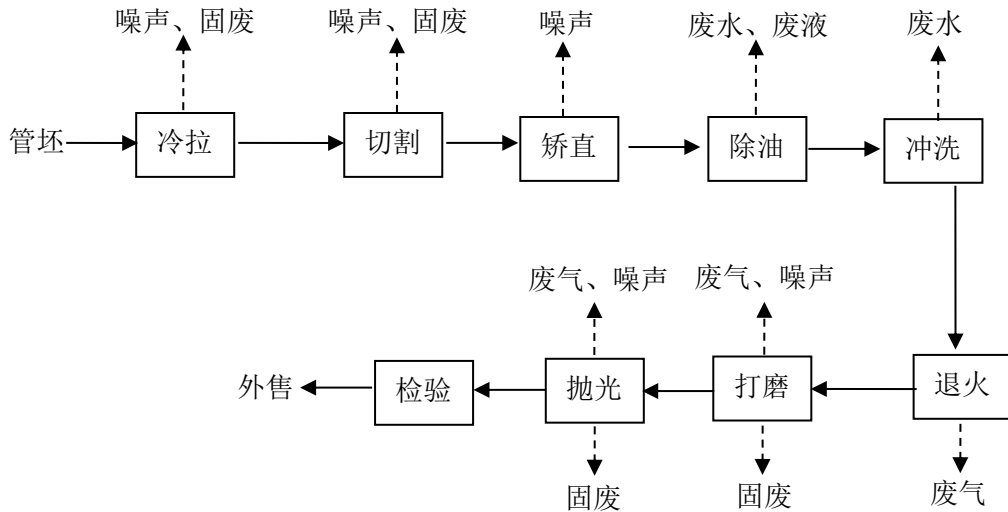 噪声、固废
噪声、固废
噪声
废水、废液
废水
管坯
冷拉
切割
矫直
除油
冲洗
废气、噪声
废气、噪声
外售
检验
抛光
打磨
退火
固废
固废
废气